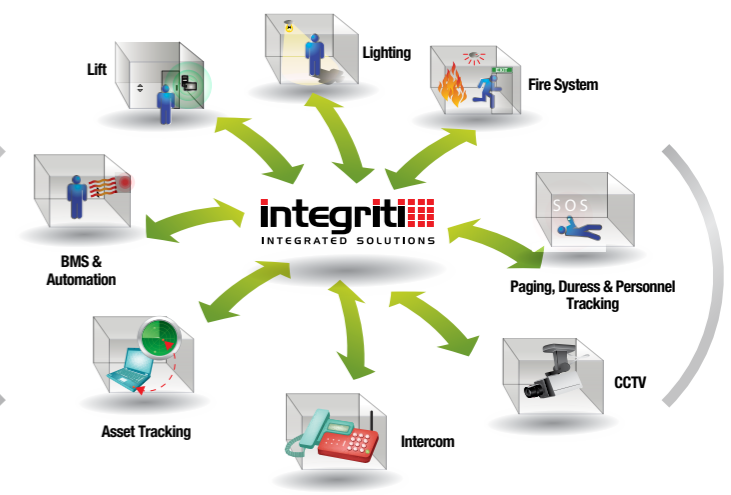 Lift
Lighting
EXIT
Fire System
integriti
INTEGRATED SOLUTIONS
SOS
BMS &
Automation
Paging, Duress & Personnel
Tracking
CCTV
Asset Tracking
Intercom